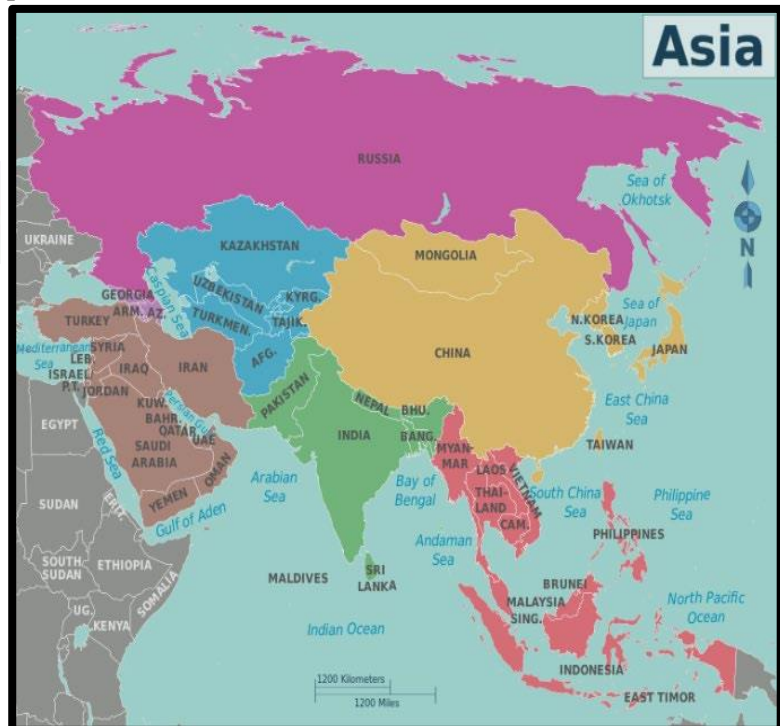 Asia
RUSSIA
Sea of
Okhotsk
UKRAINE
KAZAKHSTAN
MONGOLIA
N
Caspian Sea
UZBEKISTAN
KYRG.
GEORGIA
ARM.
AZ.
TURKMEN.
TAJIK.
Sea of
Japan
TURKEY
N.KOREA
S.KOREA
JAPAN
Mediterranean
Sea
SYRIA
LEB.
ISRAEL/
P.T.
IRAQ
IRAN
AFG.
CHINA
JORDAN
KUW.
Persian Gulf
BAHR.
QATAR
UAE
PAKISTAN
NEPAL
BHU.
East China
Sea
EGYPT
Red Sea
SAUDI
ARABIA
OMAN
INDIA
BANG.
MYAN-
MAR
TAIWAN
LAOS
VIETNAM
YEMEN
Gulf of Aden
Arabian
Sea
Bay of
Bengal
THAI-
LAND
CAM.
South China
Sea
Philippine
Sea
SUDAN
ERIT.
Andaman
Sea
PHILIPPINES
SOUTH
SUDAN
ETHIOPIA
SOMALIA
MALDIVES
SRI
LANKA
BRUNEI
MALAYSIA
SING.
North Pacific
Ocean
UG.
KENYA
Indian Ocean
INDONESIA
EAST TIMOR
1200 Kilometers
1200 Miles